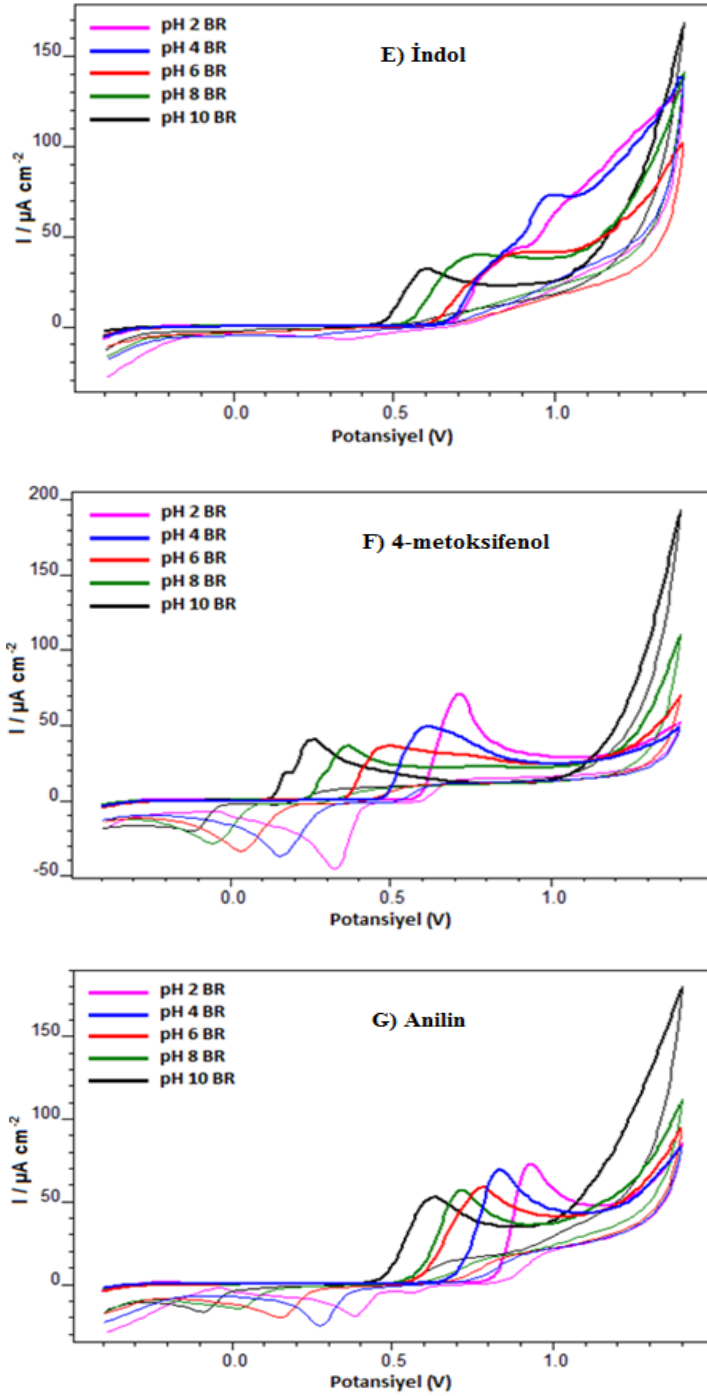 pH 2 BR
pH 4 BR
pH 6 BR
pH 8 BR
pH 10 BR
E) İndol
150
100
50
0
I / µA cm-2
0.0 0.5 1.0
Potansiyel (V)
pH 2 BR
pH 4 BR
pH 6 BR
pH 8 BR
pH 10 BR
F) 4-metoksifenol
200
150
100
50
0
-50
I / µA cm-2
0.0 0.5 1.0
Potansiyel (V)
pH 2 BR
pH 4 BR
pH 6 BR
pH 8 BR
pH 10 BR
G) Anilin
150
100
50
0
I / µA cm-2
0.0 0.5 1.0
Potansiyel (V)